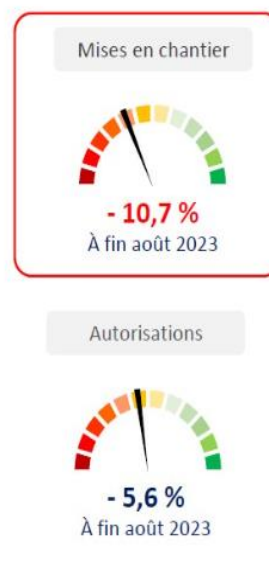 Mises en chantier
- 10,7 %
À fin août 2023
Autorisations
- 5,6 %
À fin août 2023